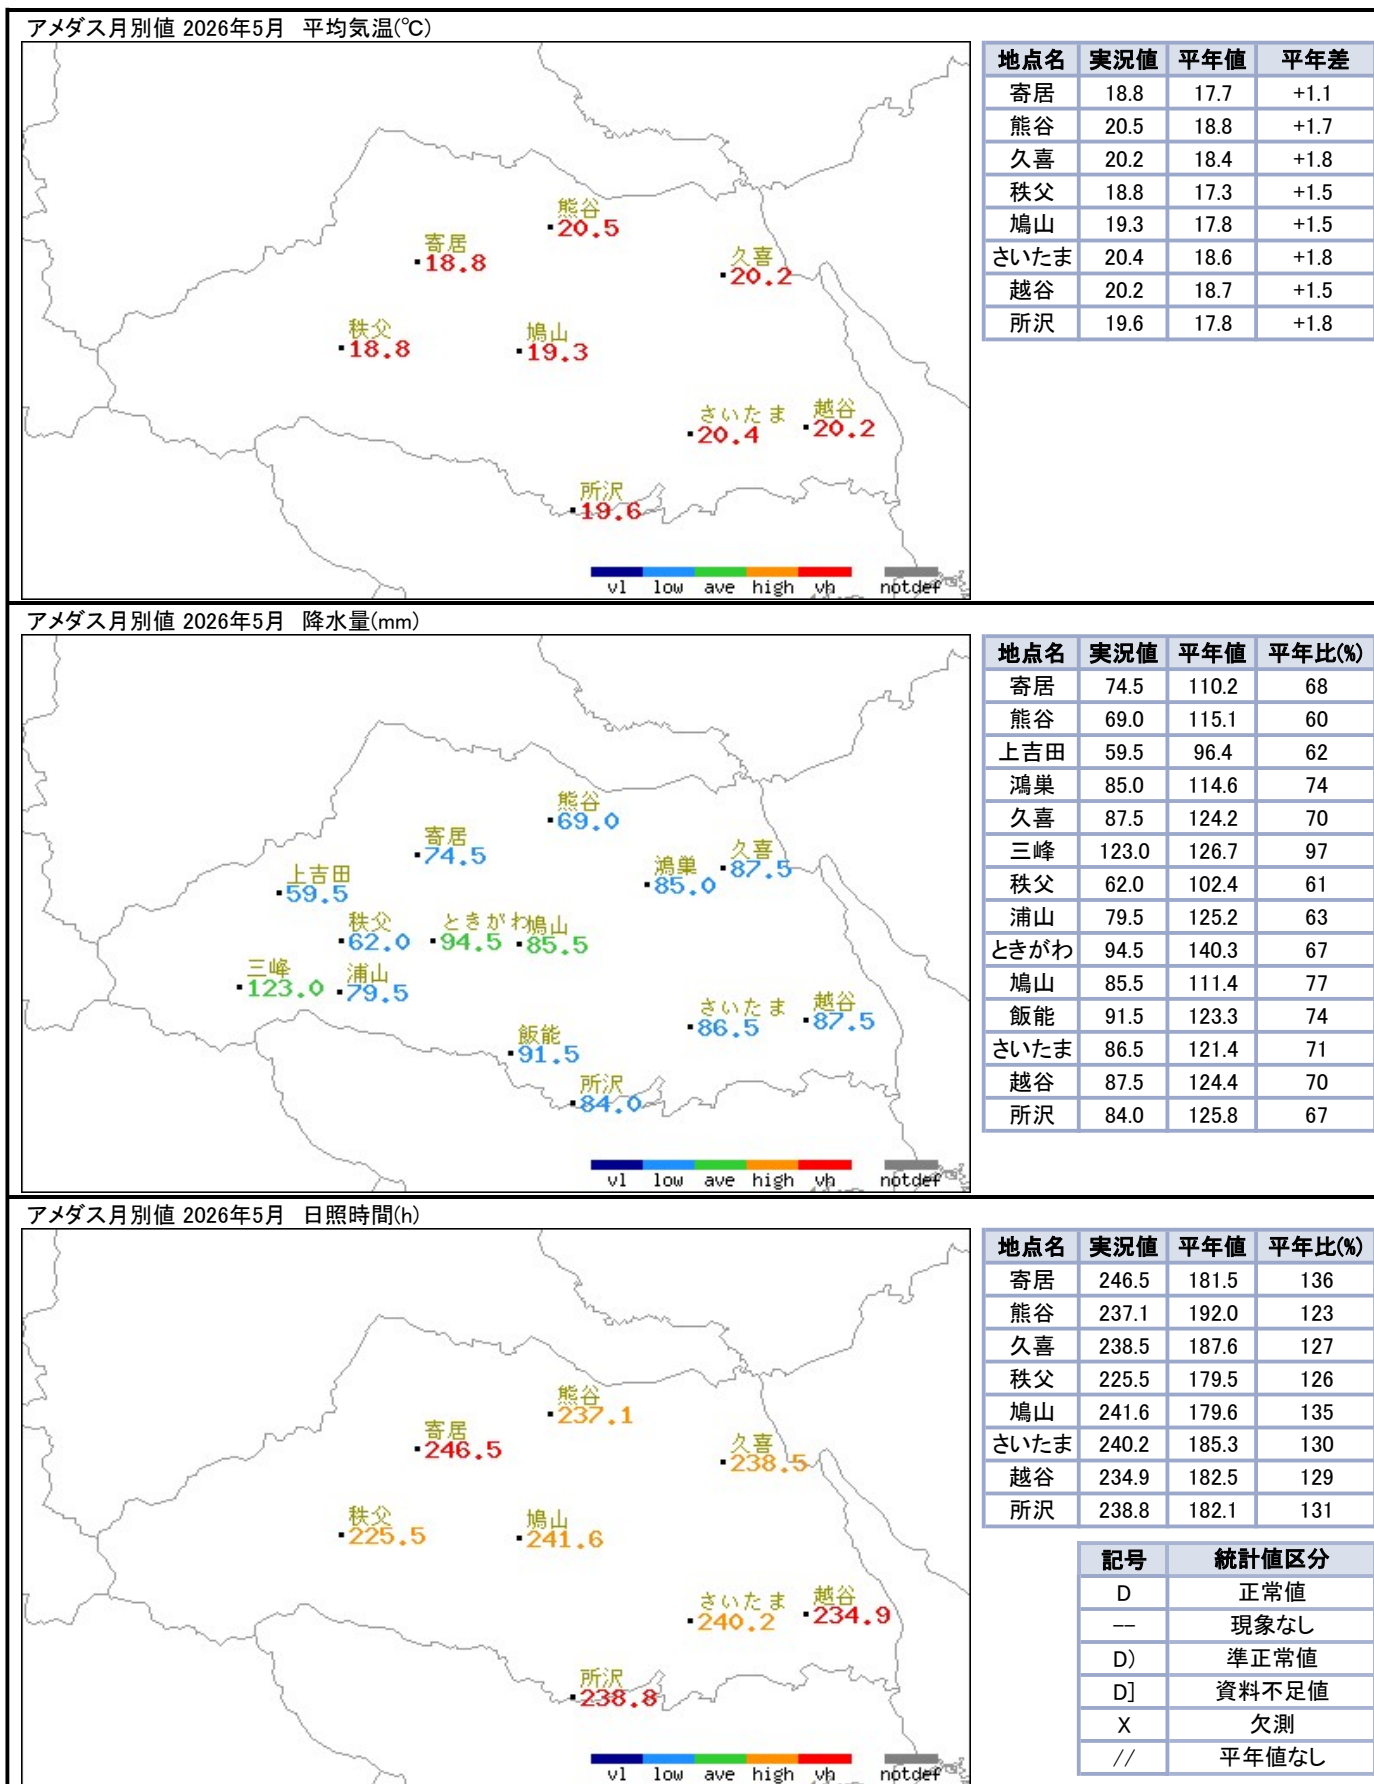 アメダス月別値 2026年5月 平均気温(℃)
熊谷
20.5
寄居
18.8
久喜
20.2
秩父
18.8
鳩山
19.3
さいたま
20.4
越谷
20.2
所沢
19.6
vl low ave high vh notdef
地点名 実況値 平年値 平年差
寄居 18.8 17.7 +1.1
熊谷 20.5 18.8 +1.7
久喜 20.2 18.4 +1.8
秩父 18.8 17.3 +1.5
鳩山 19.3 17.8 +1.5
さいたま 20.4 18.6 +1.8
越谷 20.2 18.7 +1.5
所沢 19.6 17.8 +1.8
アメダス月別値 2026年5月 降水量(mm)
熊谷
69.0
寄居
74.5
久喜
87.5
鴻巣
85.0
上吉田
59.5
秩父
62.0
ときがわ
94.5
鳩山
85.5
三峰
123.0
浦山
79.5
さいたま
86.5
越谷
87.5
飯能
91.5
所沢
84.0
vl low ave high vh notdef
地点名 実況値 平年値 平年比(%)
寄居 74.5 110.2 68
熊谷 69.0 115.1 60
上吉田 59.5 96.4 62
鴻巣 85.0 114.6 74
久喜 87.5 124.2 70
三峰 123.0 126.7 97
秩父 62.0 102.4 61
浦山 79.5 125.2 63
ときがわ 94.5 140.3 67
鳩山 85.5 111.4 77
飯能 91.5 123.3 74
さいたま 86.5 121.4 71
越谷 87.5 124.4 70
所沢 84.0 125.8 67
アメダス月別値 2026年5月 日照時間(h)
熊谷
237.1
寄居
246.5
久喜
238.5
秩父
225.5
鳩山
241.6
さいたま
240.2
越谷
234.9
所沢
238.8
vl low ave high vh notdef
地点名 実況値 平年値 平年比(%)
寄居 246.5 181.5 136
熊谷 237.1 192.0 123
久喜 238.5 187.6 127
秩父 225.5 179.5 126
鳩山 241.6 179.6 135
さいたま 240.2 185.3 130
越谷 234.9 182.5 129
所沢 238.8 182.1 131
記号 統計値区分
D 正常値
-- 現象なし
D) 準正常値
D] 資料不足値
X 欠測
// 平年値なし